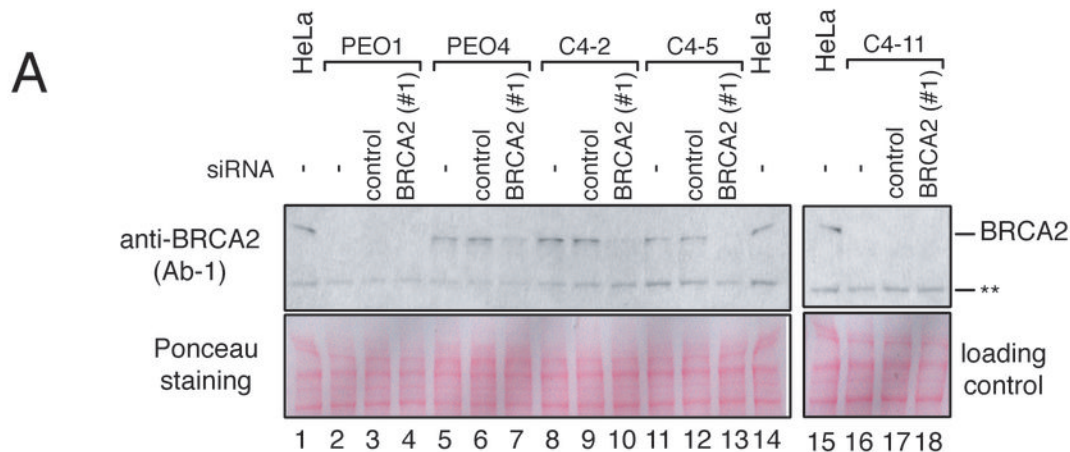 A
HeLa PEO1 PEO4 C4-2 C4-5 HeLa HeLa C4-11
siRNA - - control BRCA2 (#1) - control BRCA2 (#1) - control BRCA2 (#1) - control BRCA2 (#1) - - - control BRCA2 (#1)
anti-BRCA2
(Ab-1)
BRCA2
**
Ponceau
staining
loading
control
1 2 3 4 5 6 7 8 9 10 11 12 13 14 15 16 17 18